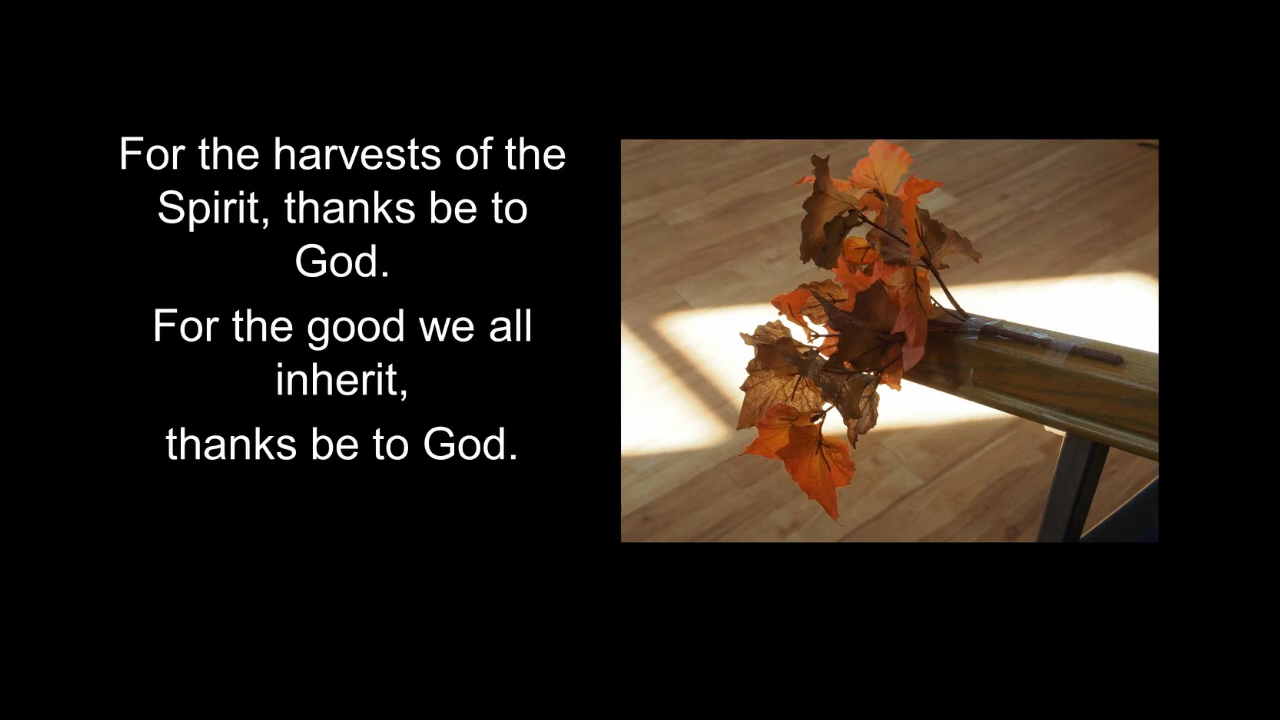 For the harvests of the
Spirit, thanks be to
God.
For the good we all
inherit,
thanks be to God.